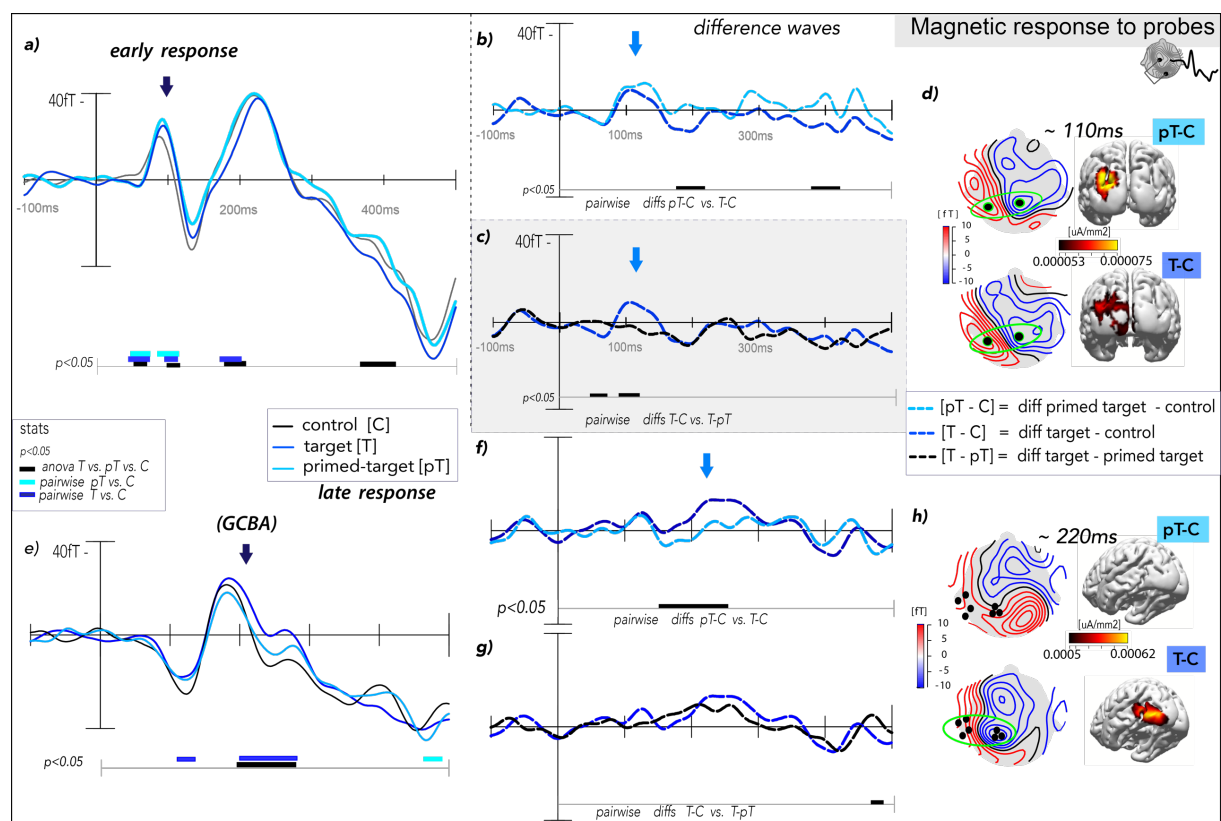 Magnetic response to probes
a)
early response
40fT -
-100ms
200ms
400ms
p<0.05
b)
difference waves
40fT -
-100ms
100ms
300ms
p<0.05
pairwise diffs pT-C vs. T-C
c)
40fT -
-100ms
100ms
300ms
p<0.05
pairwise diffs T-C vs. T-pT
d)
~ 110ms
pT-C
[fT]
10
5
0
-5
-10
[uA/mm2]
0.000053 0.000075
T-C
[pT - C] = diff primed target - control
[T - C] = diff target - control
[T - pT] = diff target - primed target
stats
p<0.05
anova T vs. pT vs. C
pairwise pT vs. C
pairwise T vs. C
control [C]
target [T]
primed-target [pT]
late response
(GCBA)
e)
40fT -
p<0.05
f)
p<0.05
pairwise diffs pT-C vs. T-C
g)
pairwise diffs T-C vs. T-pT
h)
~ 220ms
pT-C
[fT]
10
5
0
-5
-10
[uA/mm2]
0.0005 0.00062
T-C